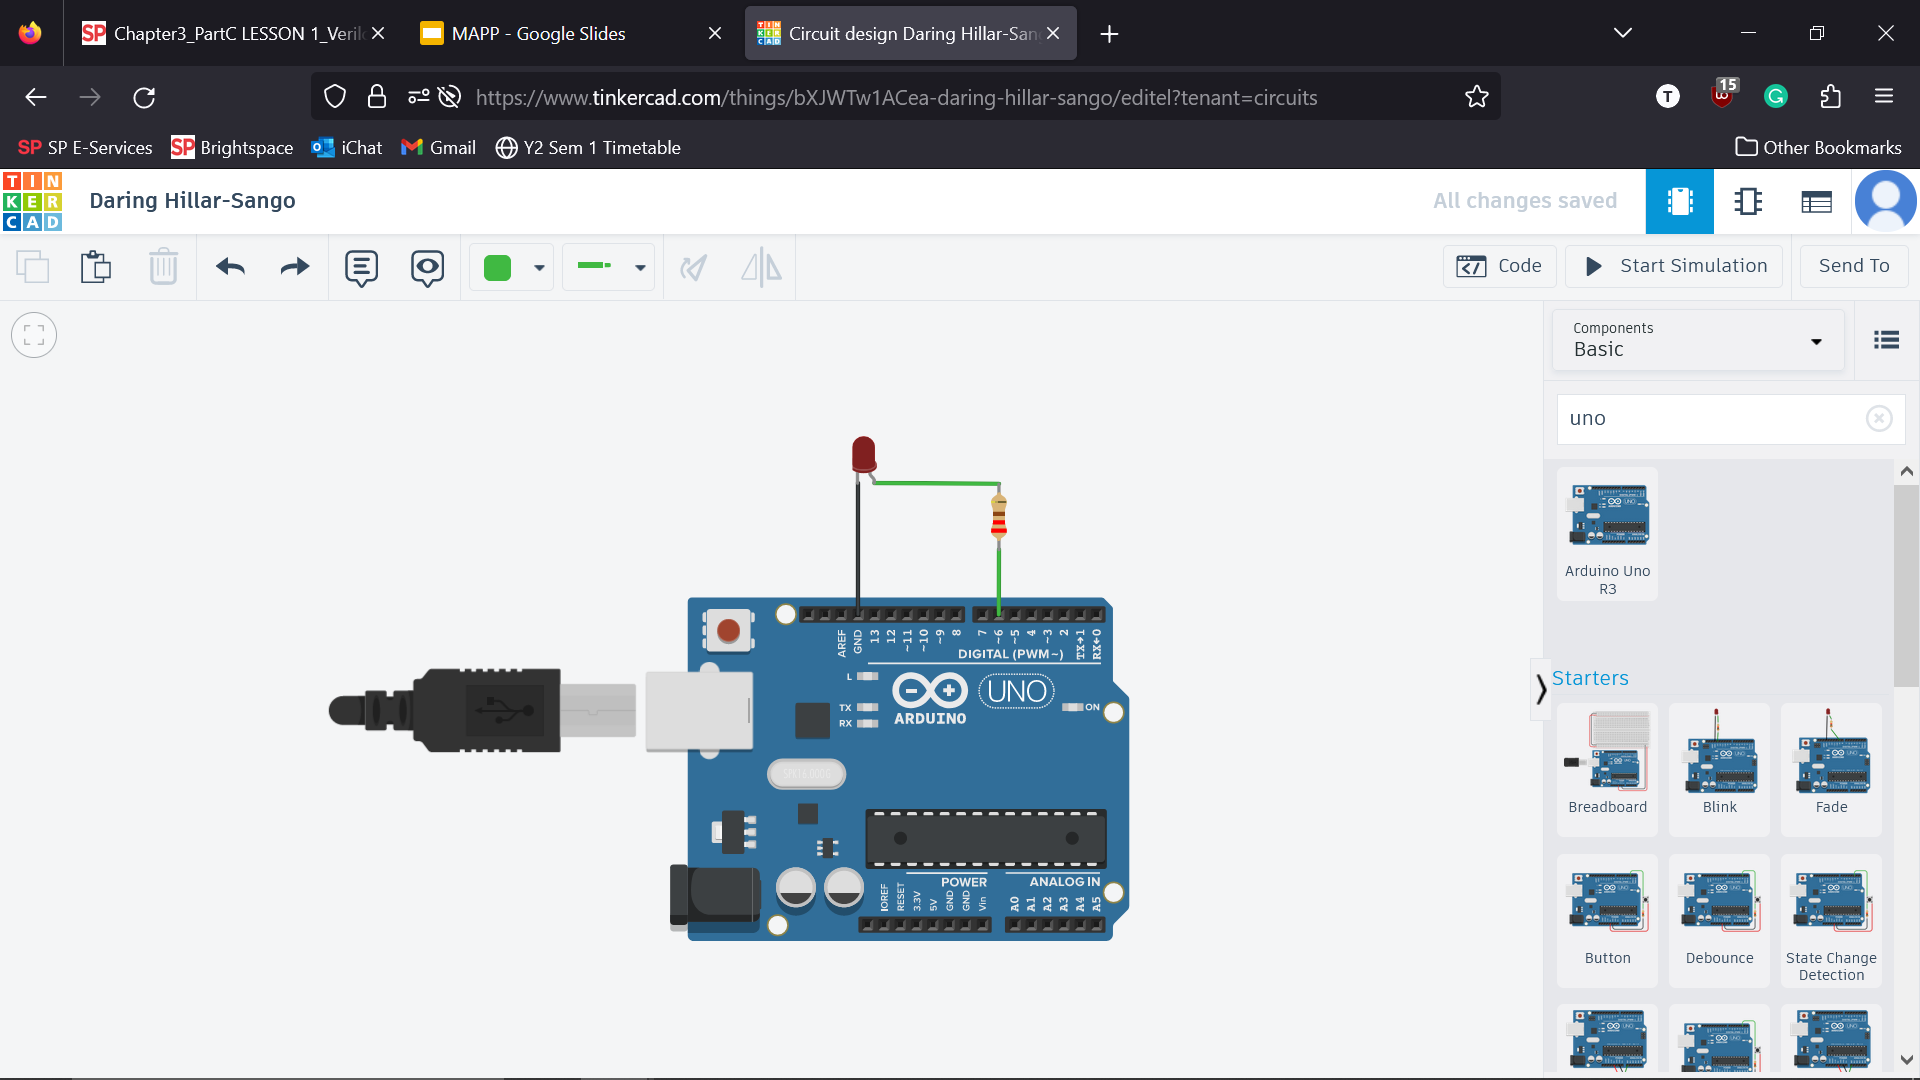 Chapter3_PartC LESSON 1_Veril
MAPP - Google Slides
Circuit design Daring Hillar-San
https://www.tinkercad.com/things/bXJWTw1ACea-daring-hillar-sango/editel?tenant=circuits
T
15
SP SP E-Services
SP Brightspace
iChat
Gmail
Y2 Sem 1 Timetable
Other Bookmarks
TIN
KER
CAD
Daring Hillar-Sango
All changes saved
Code
Start Simulation
Send To
Components
Basic
uno
Arduino Uno
R3
Starters
Breadboard
Blink
Fade
Button
Debounce
State Change
Detection
AREF
GND
13
12
~11
~10
~9
8
7
~6
~5
4
~3
2
TX→1
RX←0
DIGITAL (PWM~)
L
TX
RX
ARDUINO
UNO
ON
POWER
ANALOG IN
IOREF
RESET
3.3V
5V
GND
GND
Vin
A0
A1
A2
A3
A4
A5